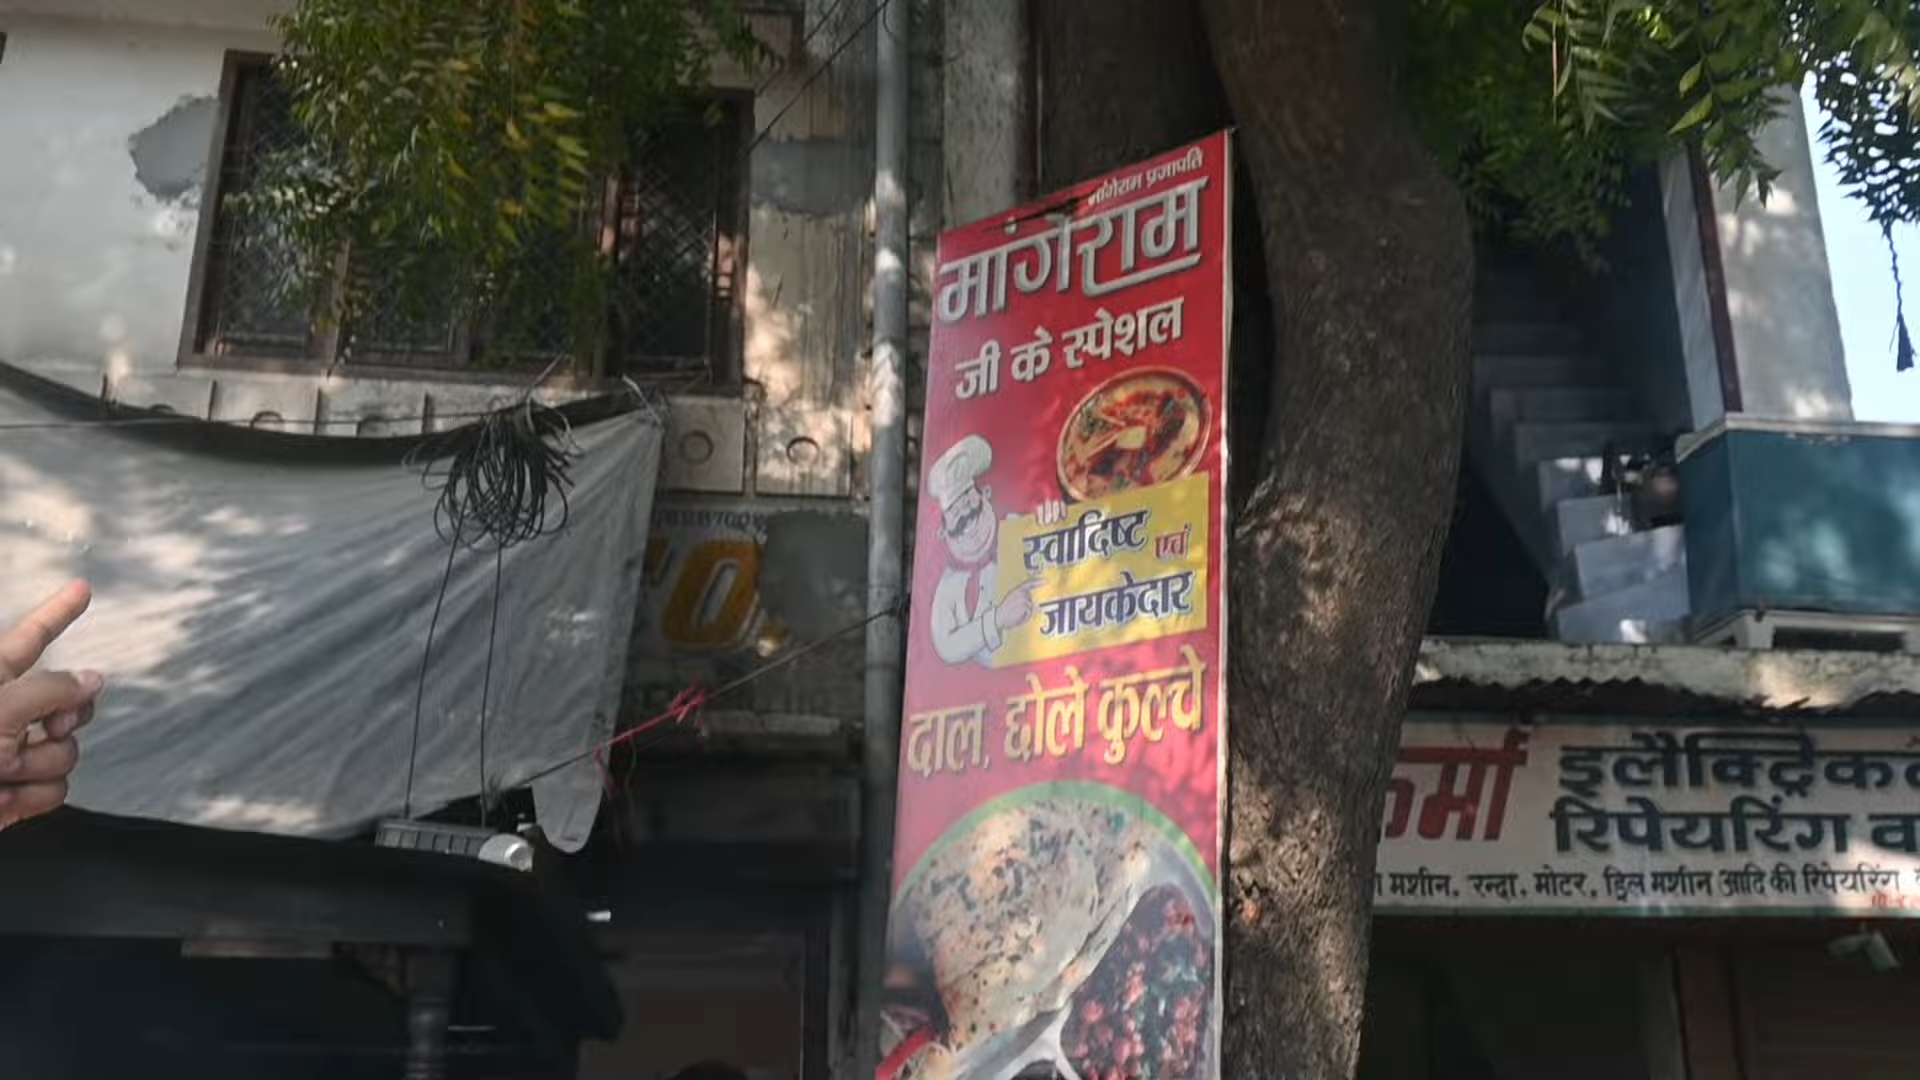 मांगेराम प्रजापति
मांगेराम
जी के स्पेशल
स्वादिष्ट एवं
जायकेदार
दाल, छोले कुल्चे
इलैक्ट्रिकल
रिपेयरिंग
मशीन, रन्दा, मोटर, ड्रिल मशीन आदि की रिपेयरिंग